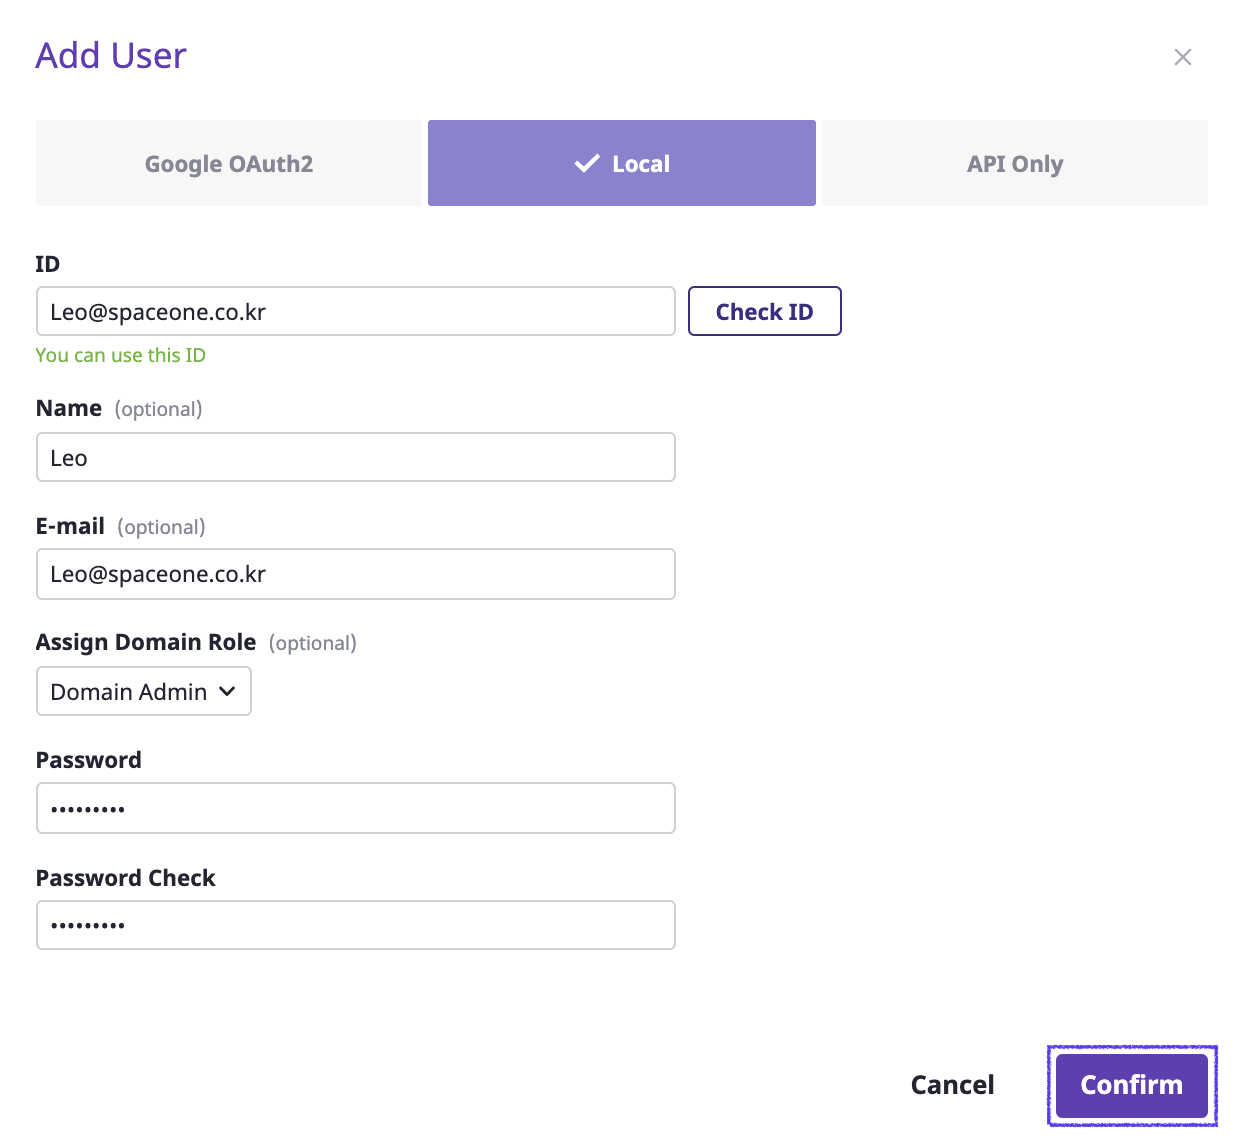 Add User
Google OAuth2
Local
API Only
ID
Leo@spaceone.co.kr
Check ID
You can use this ID
Name (optional)
Leo
E-mail (optional)
Leo@spaceone.co.kr
Assign Domain Role (optional)
Domain Admin
Password
•••••••••
Password Check
•••••••••
Cancel
Confirm